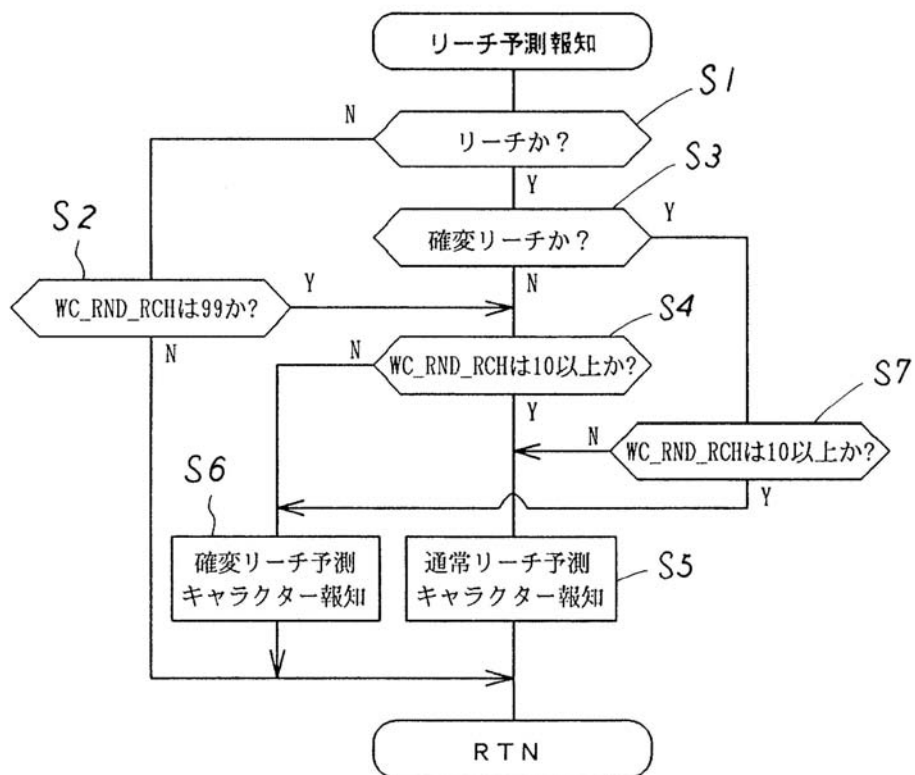 リーチ予測報知
S1
N
リーチか?
Y
S3
確変リーチか?
Y
N
S2
WC_RND_RCHは99か?
Y
N
S4
WC_RND_RCHは10以上か?
N
Y
S7
WC_RND_RCHは10以上か?
N
Y
S6
確変リーチ予測
キャラクター報知
通常リーチ予測
キャラクター報知
S5
RTN